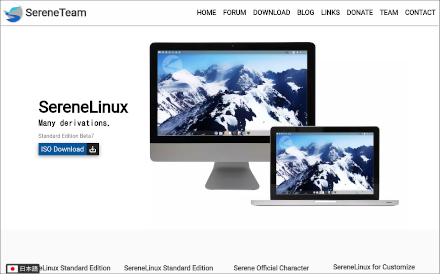 SereneTeam
HOME FORUM DOWNLOAD BLOG LINKS DONATE TEAM CONTACT
SereneLinux
Many derivations.
Standard Edition Beta7
ISO Download
日本語
Linux Standard Edition
SereneLinux Standard Edition
Serene Official Character
SereneLinux for Customize